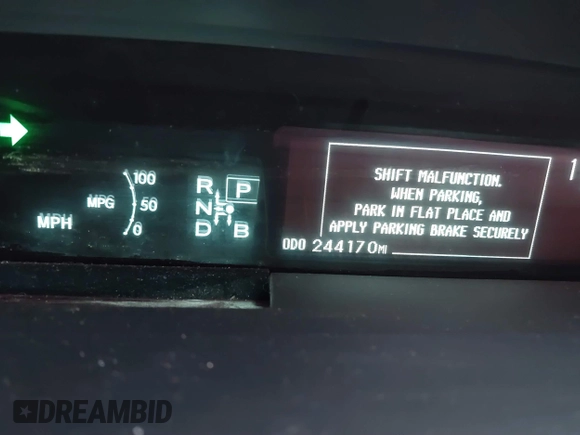 100
MPG 50
MPH 0
R P
N
D B
SHIFT MALFUNCTION.
WHEN PARKING,
PARK IN FLAT PLACE AND
APPLY PARKING BRAKE SECURELY
1
ODO 244170MI
DREAMBID